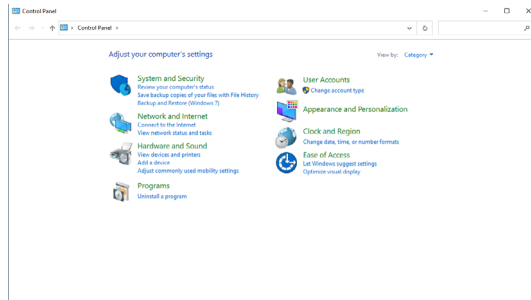 Control Panel
Control Panel
Adjust your computer's settings
View by: Category
System and Security
Review your computer's status
Save backup copies of your files with File History
Backup and Restore (Windows 7)
Network and Internet
Connect to the Internet
View network status and tasks
Hardware and Sound
View devices and printers
Add a device
Adjust commonly used mobility settings
Programs
Uninstall a program
User Accounts
Change account type
Appearance and Personalization
Clock and Region
Change date, time, or number formats
Ease of Access
Let Windows suggest settings
Optimize visual display